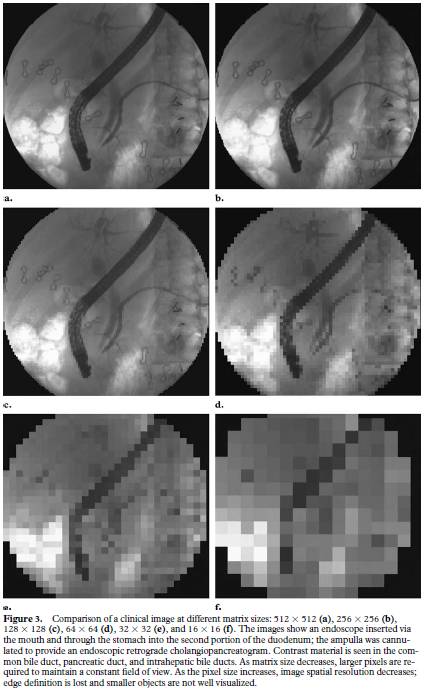 a.
b.
c.
d.
e.
f.
Figure 3. Comparison of a clinical image at different matrix sizes: 512 × 512 (a), 256 × 256 (b),
128 × 128 (c), 64 × 64 (d), 32 × 32 (e), and 16 × 16 (f). The images show an endoscope inserted via
the mouth and through the stomach into the second portion of the duodenum; the ampulla was cannu-
lated to provide an endoscopic retrograde cholangiopancreatogram. Contrast material is seen in the com-
mon bile duct, pancreatic duct, and intrahepatic bile ducts. As matrix size decreases, larger pixels are re-
quired to maintain a constant field of view. As the pixel size increases, image spatial resolution decreases;
edge definition is lost and smaller objects are not well visualized.